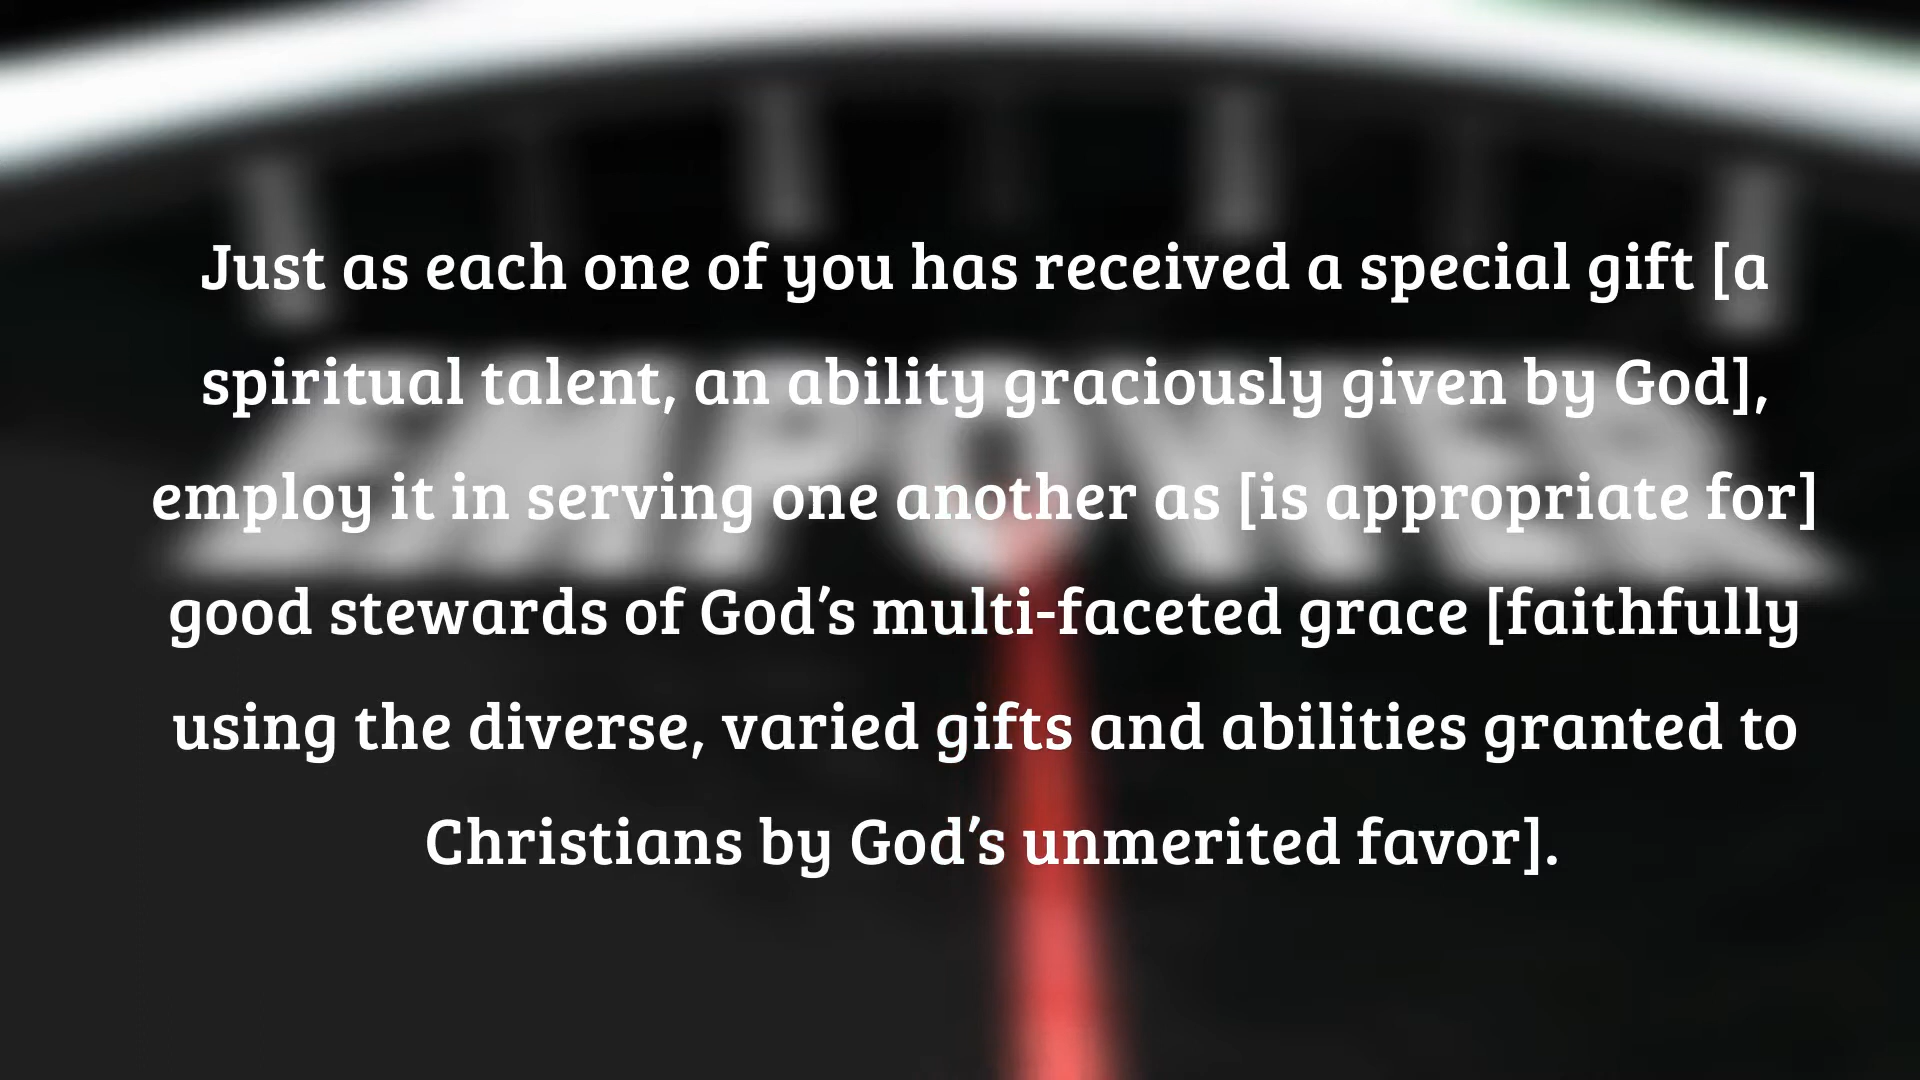 Just as each one of you has received a special gift [a
spiritual talent, an ability graciously given by God],
employ it in serving one another as [is appropriate for]
good stewards of God’s multi-faceted grace [faithfully
using the diverse, varied gifts and abilities granted to
Christians by God’s unmerited favor].
EMPOWER